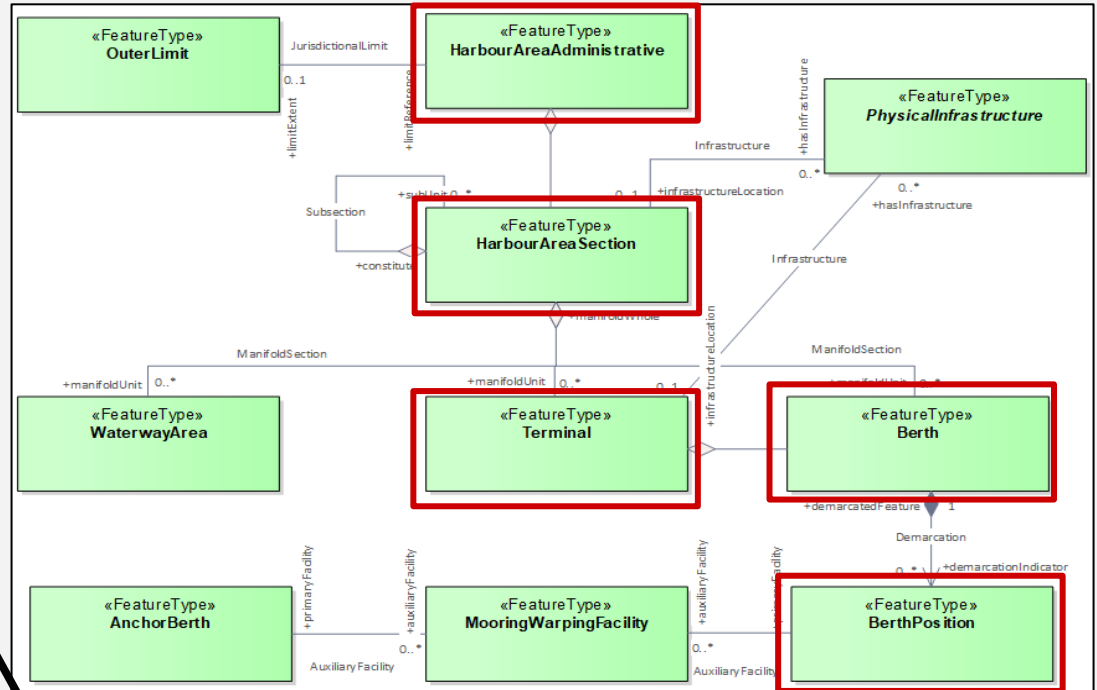 «FeatureType»
OuterLimit
JurisdictionalLimit
0..1
+limitExtent
+limitReference
«FeatureType»
HarbourAreaAdministrative
«FeatureType»
PhysicalInfrastructure
+hasInfrastructure
0..*
Infrastructure
0..1
+infrastructureLocation
0..*
+hasInfrastructure
+subUnit 0..*
Subsection
+constitute
«FeatureType»
HarbourAreaSection
Infrastructure
+manifoldWhole
ManifoldSection
ManifoldSection
+manifoldUnit
0..*
+manifoldUnit
0..*
0..1
+infrastructureLocation
+manifoldUnit
0..*
«FeatureType»
WaterwayArea
«FeatureType»
Terminal
«FeatureType»
Berth
+demarcatedFeature
1
Demarcation
0..*
+demarcationIndicator
«FeatureType»
AnchorBerth
+primaryFacility
+auxiliaryFacility
0..*
Auxiliary Facility
«FeatureType»
MooringWarpingFacility
+auxiliaryFacility
0..*
+primaryFacility
Auxiliary Facility
«FeatureType»
BerthPosition